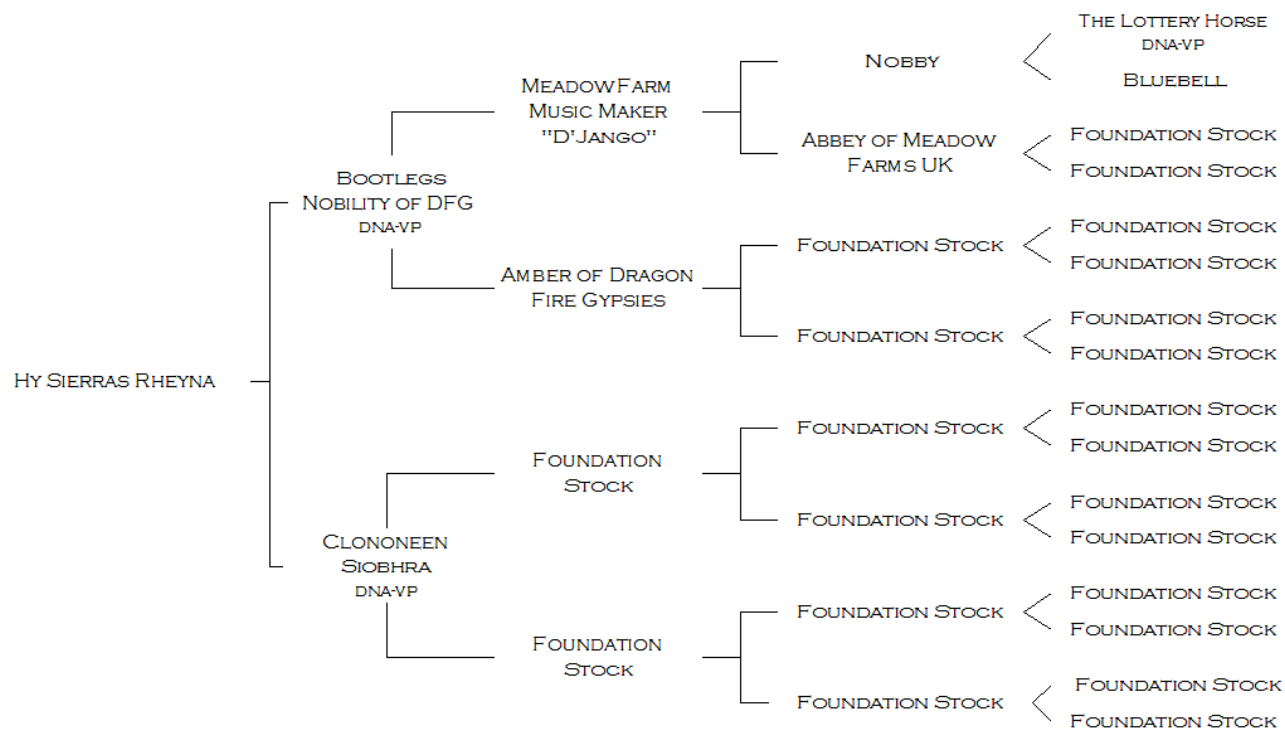 The Lottery Horse
DNA-VP
Nobby
Bluebell
Meadow Farm
Music Maker
"D'Jango"
Abbey of Meadow
Farms UK
Foundation Stock
Foundation Stock
Bootlegs
Nobility of DFG
DNA-VP
Foundation Stock
Foundation Stock
Foundation Stock
Amber of Dragon
Fire Gypsies
Foundation Stock
Foundation Stock
Foundation Stock
Hy Sierras Rheyna
Foundation Stock
Foundation Stock
Foundation Stock
Foundation
Stock
Foundation Stock
Foundation Stock
Foundation Stock
Clononeen
Siobhra
DNA-VP
Foundation Stock
Foundation Stock
Foundation Stock
Foundation
Stock
Foundation Stock
Foundation Stock
Foundation Stock